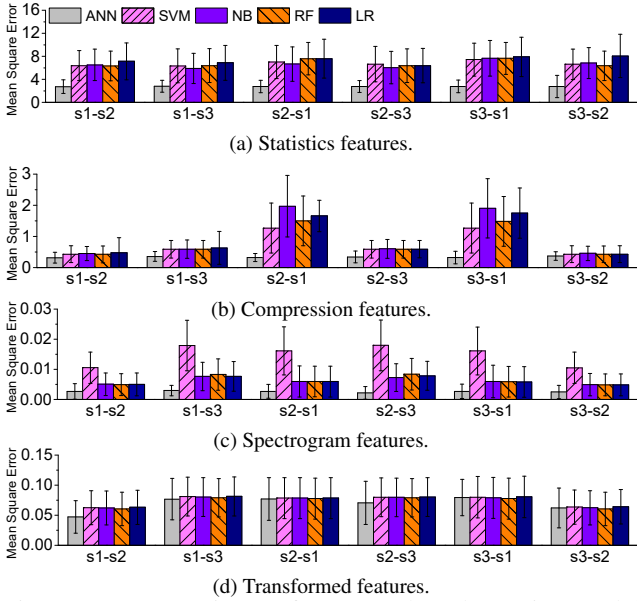 ANN SVM NB RF LR
Mean Square Error
16
12
8
4
0
s1-s2 s1-s3 s2-s1 s2-s3 s3-s1 s3-s2
(a) Statistics features.
Mean Square Error
3
2
1
0
s1-s2 s1-s3 s2-s1 s2-s3 s3-s1 s3-s2
(b) Compression features.
Mean Square Error
0.03
0.02
0.01
0.00
s1-s2 s1-s3 s2-s1 s2-s3 s3-s1 s3-s2
(c) Spectrogram features.
Mean Square Error
0.15
0.10
0.05
0.00
s1-s2 s1-s3 s2-s1 s2-s3 s3-s1 s3-s2
(d) Transformed features.